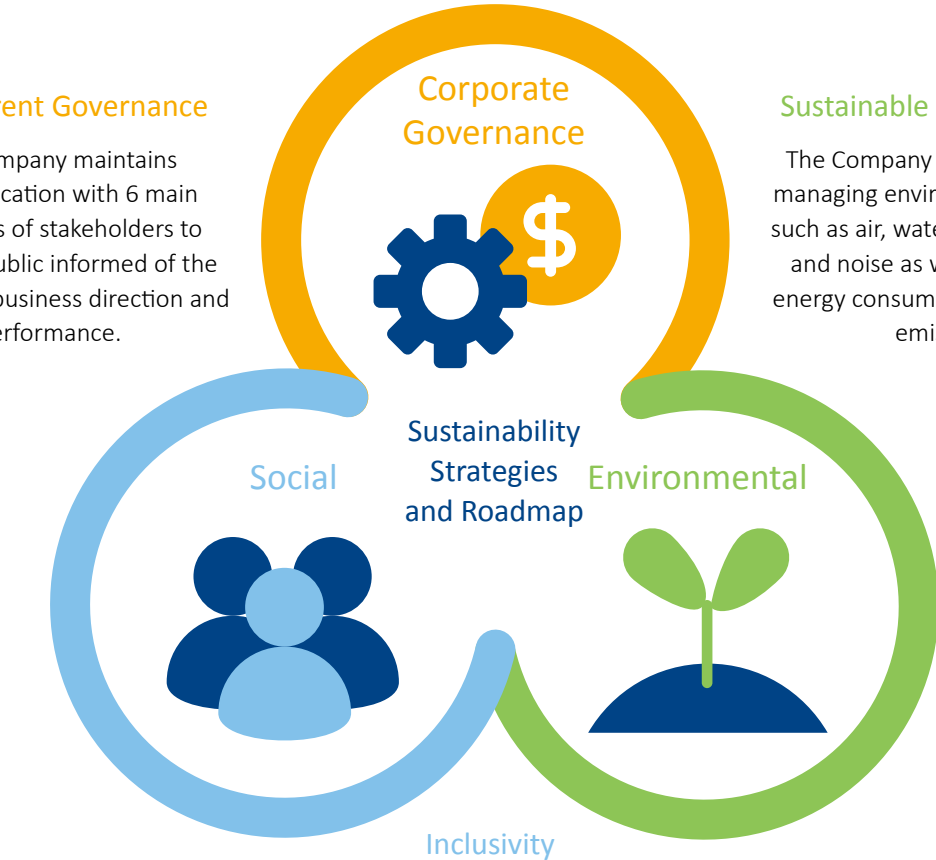 Corporate
Governance
rent Governance
mpany maintains
cation with 6 main
s of stakeholders to
ublic informed of the
business direction and
erformance.
Sustainable
The Company
managing envir
such as air, wate
and noise as w
energy consum
emis
$
Sustainability
Strategies
and Roadmap
Social
Environmental
Inclusivity